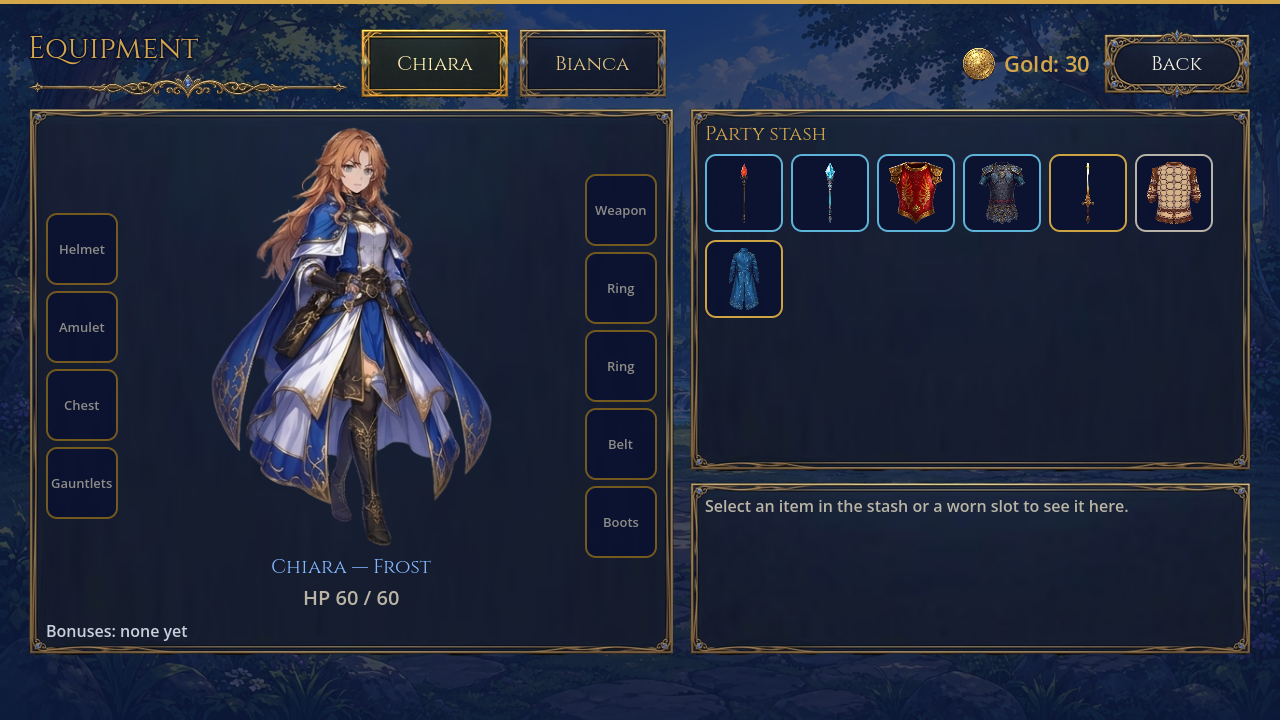 Equipment
Chiara
Bianca
Gold: 30
Back
Helmet
Amulet
Chest
Gauntlets
Weapon
Ring
Ring
Belt
Boots
Chiara — Frost
HP 60 / 60
Bonuses: none yet
Party stash
Select an item in the stash or a worn slot to see it here.